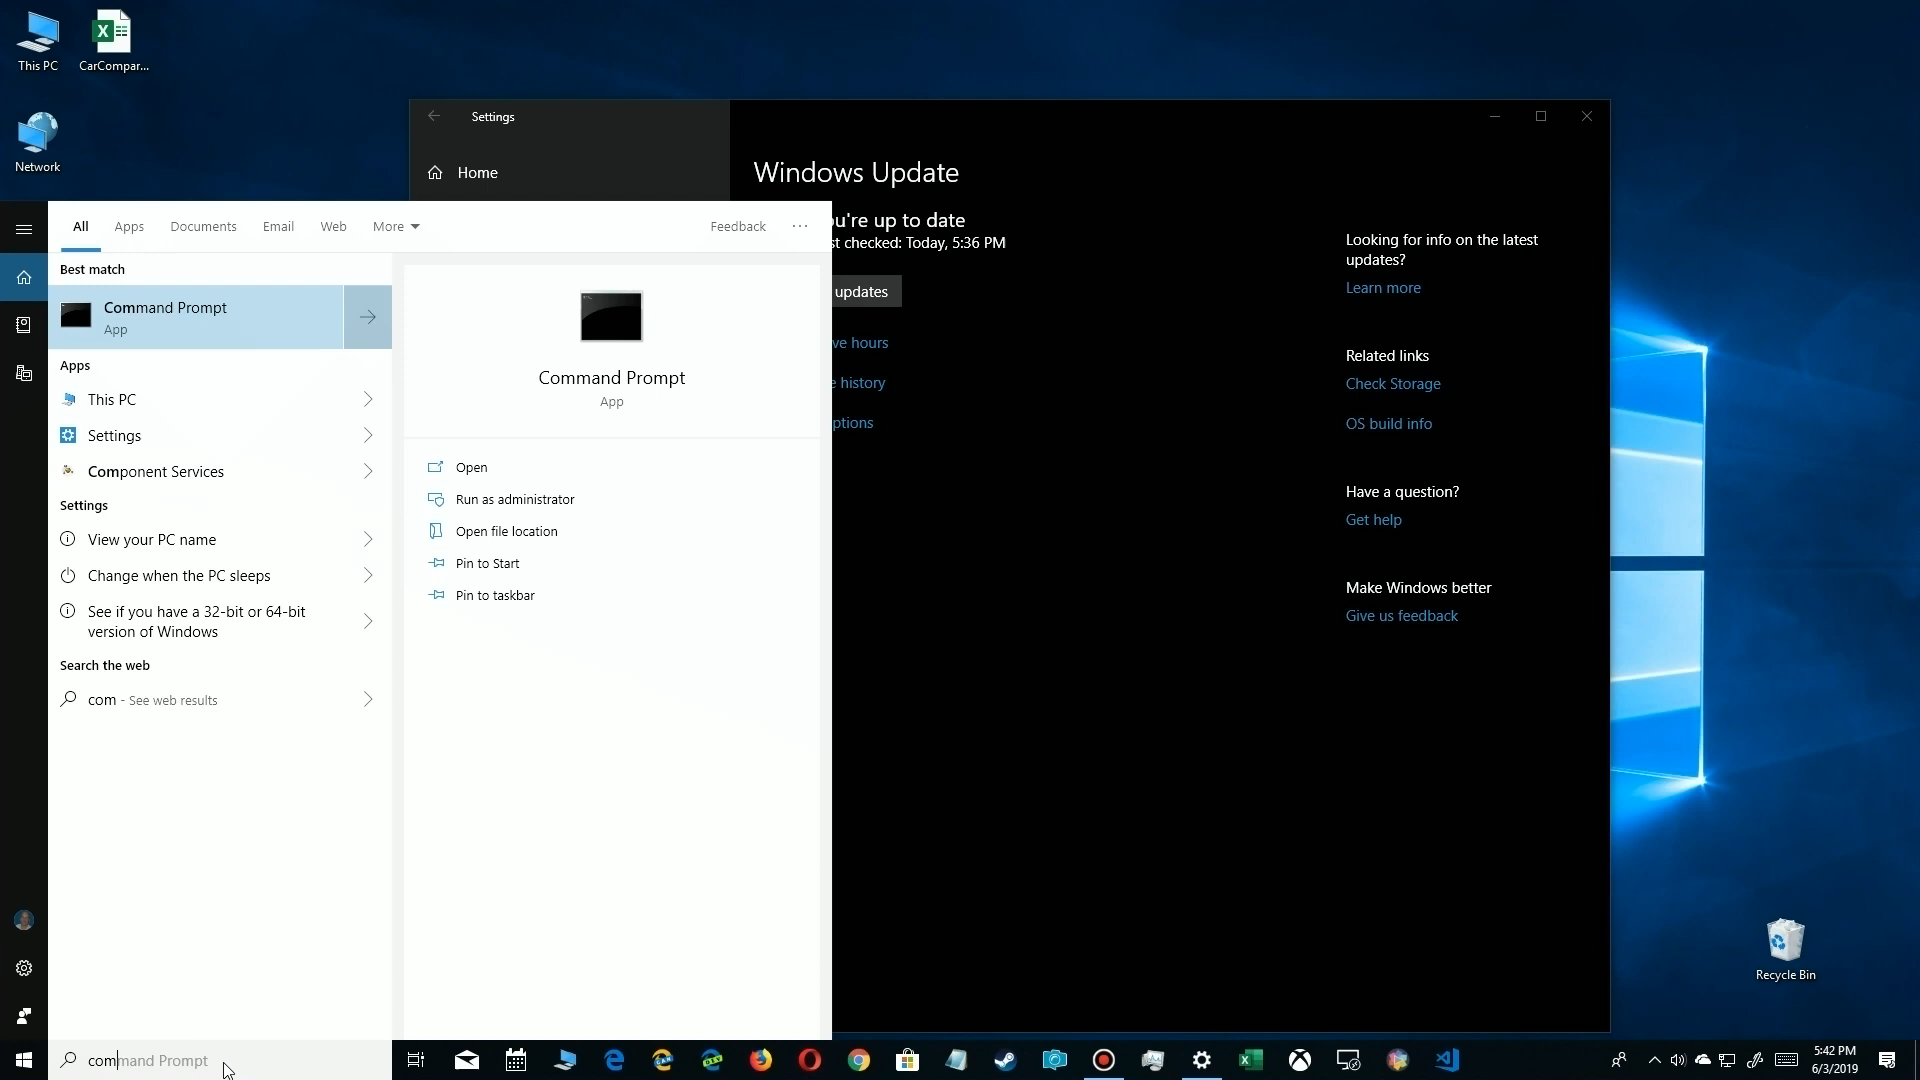 This PC
CarCompar...
Network
Settings
Home
Windows Update
u're up to date
st checked: Today, 5:36 PM
updates
ve hours
e history
ptions
Looking for info on the latest
updates?
Learn more
Related links
Check Storage
OS build info
Have a question?
Get help
Make Windows better
Give us feedback
All
Apps
Documents
Email
Web
More
Feedback
...
Best match
Command Prompt
App
Apps
This PC
Settings
Component Services
Settings
View your PC name
Change when the PC sleeps
See if you have a 32-bit or 64-bit
version of Windows
Search the web
com - See web results
Command Prompt
App
Open
Run as administrator
Open file location
Pin to Start
Pin to taskbar
Recycle Bin
command Prompt
5:42 PM
6/3/2019